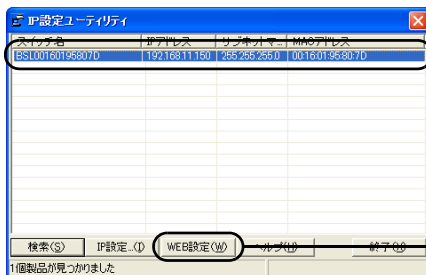 IP設定ユーティリティ
スイッチ名 IPアドレス サブネットマ... MACアドレス
BSL00160195807D 192.168.11.150 255.255.255.0 00:16:01:95:80:7D
検索(S) IP設定...(I) WEB設定(W) ヘルプ(H) 終了(X)
1個製品が見つかりました